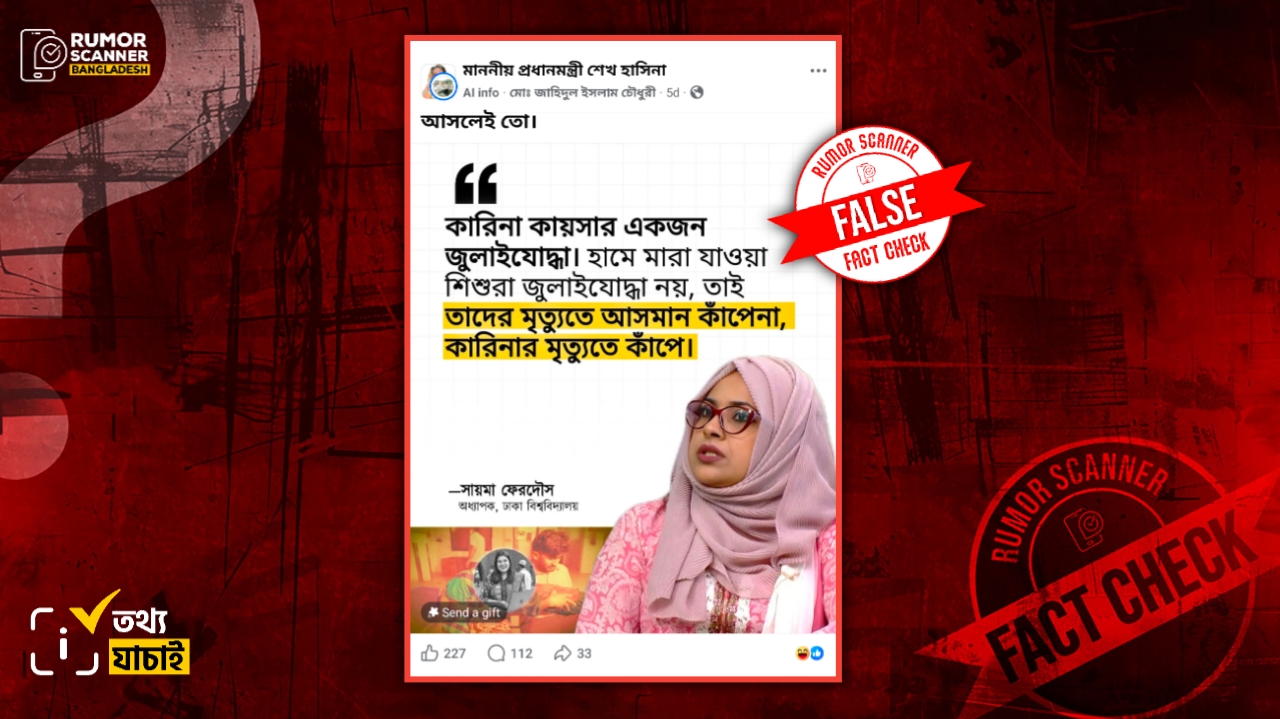 RUMOR
SCANNER
BANGLADESH
মাননীয় প্রধানমন্ত্রী শেখ হাসিনা
AI info · মোঃ জাহিদুল ইসলাম চৌধুরী · 5d ·
আসলেই তো।
“
কারিনা কায়সার একজন
জুলাইযোদ্ধা। হামে মারা যাওয়া
শিশুরা জুলাইযোদ্ধা নয়, তাই
তাদের মৃত্যুতে আসমান কাঁপেনা,
কারিনার মৃত্যুতে কাঁপে।
—সায়মা ফেরদৌস
অধ্যাপক, ঢাকা বিশ্ববিদ্যালয়
Send a gift
227 112 33
RUMOR SCANNER
FALSE
FACT CHECK
RUMOR SCANNER
FACT CHECK
তথ্য
যাচাই